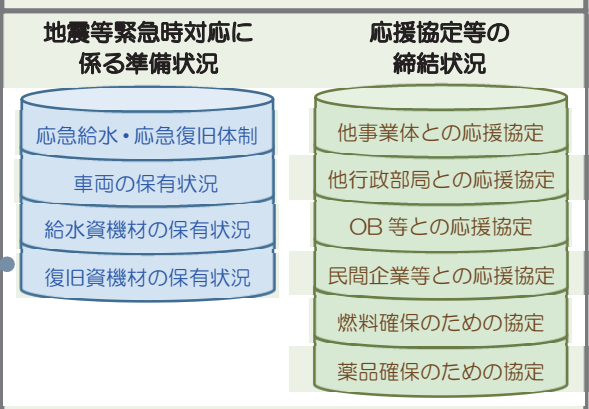 地震等緊急時対応に
係る準備状況
応急給水・応急復旧体制
車両の保有状況
給水資機材の保有状況
復旧資機材の保有状況
応援協定等の
締結状況
他事業体との応援協定
他行政部局との応援協定
OB 等との応援協定
民間企業等との応援協定
燃料確保のための協定
薬品確保のための協定